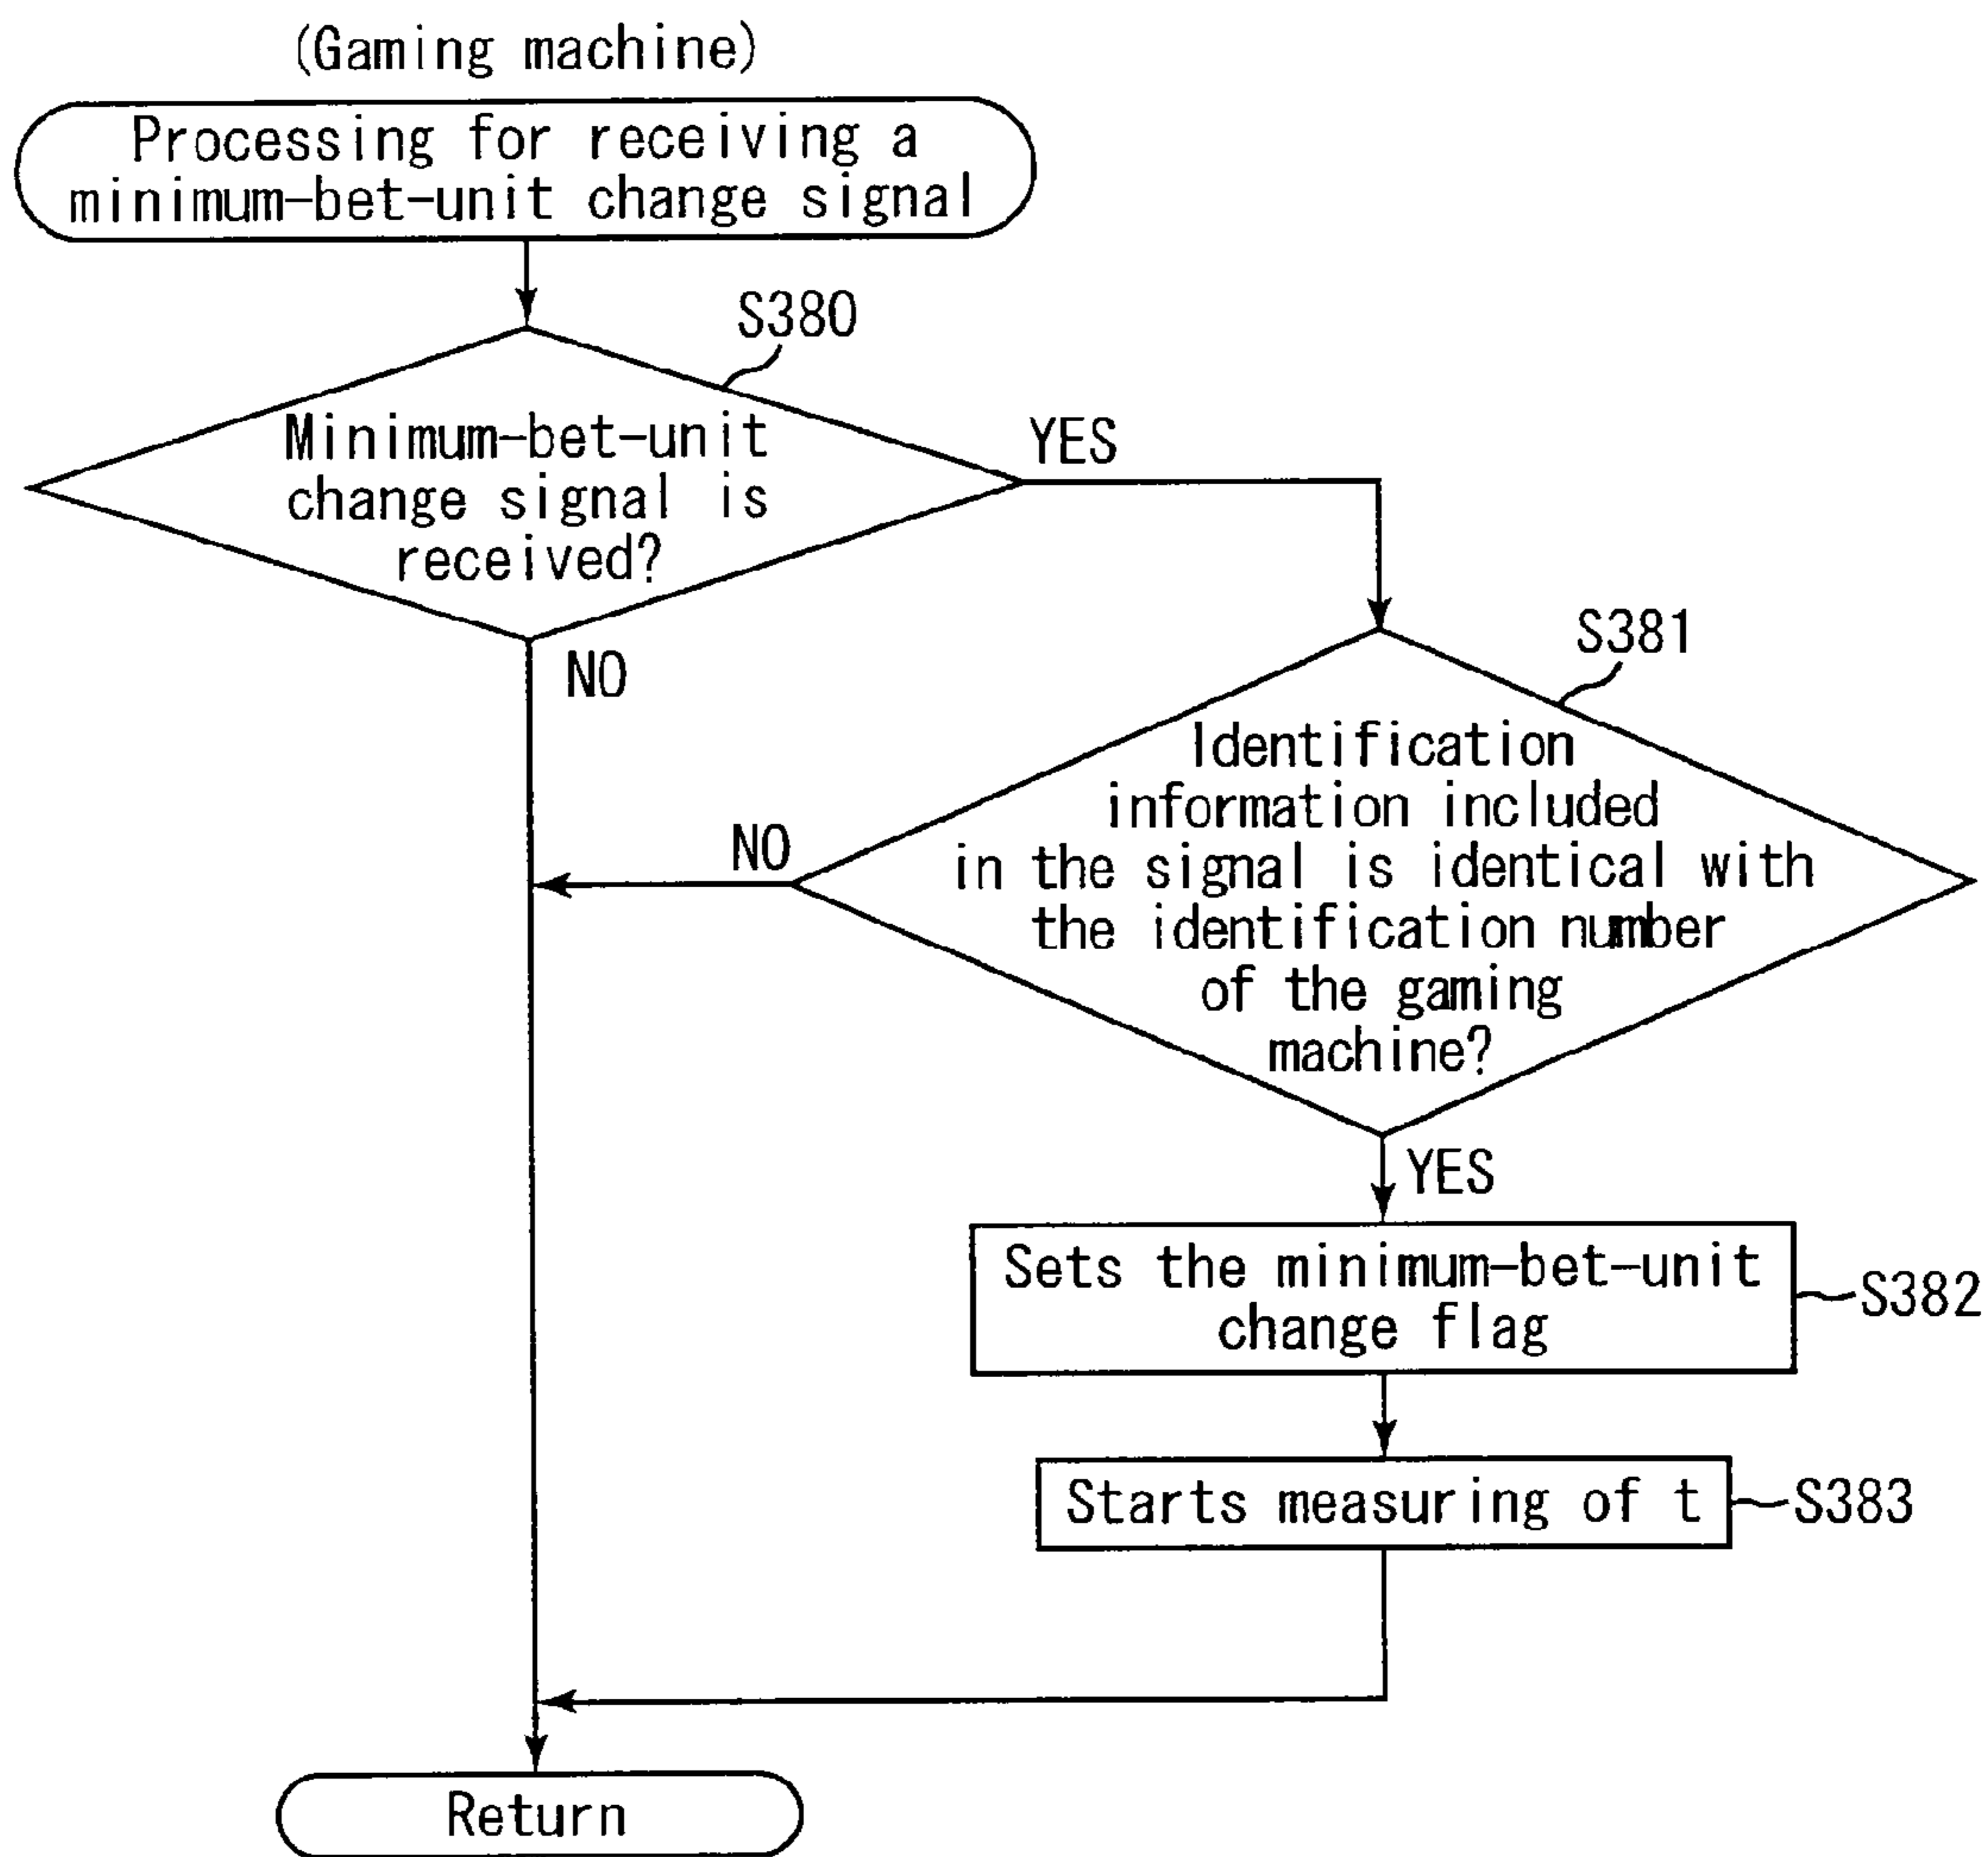 (Gaming machine)
Processing for receiving a
minimum-bet-unit change signal
S380
Minimum-bet-unit
change signal is
received?
YES
NO
S381
Identification
information included
in the signal is identical with
the identification number
of the gaming
machine?
NO
YES
Sets the minimum-bet-unit
change flag
S382
Starts measuring of t
S383
Return